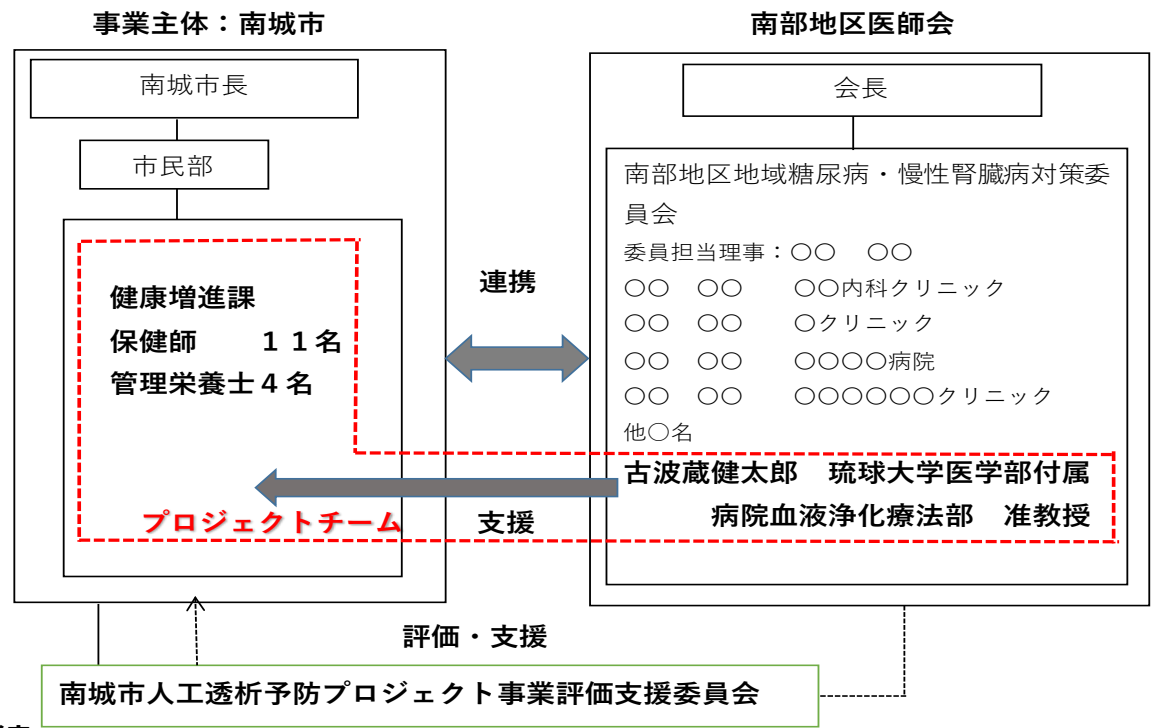 事業主体：南城市
南城市長
市民部
健康増進課
保健師　　１１名
管理栄養士４名
プロジェクトチーム
連携
支援
南部地区医師会
会長
南部地区地域糖尿病・慢性腎臓病対策委
員会
委員担当理事：〇〇　〇〇
〇〇　〇〇　　〇〇内科クリニック
〇〇　〇〇　　〇クリニック
〇〇　〇〇　　〇〇〇〇病院
〇〇　〇〇　　〇〇〇〇〇〇クリニック
他〇名
古波蔵健太郎　琉球大学医学部付属
病院血液浄化療法部　准教授
評価・支援
南城市人工透析予防プロジェクト事業評価支援委員会